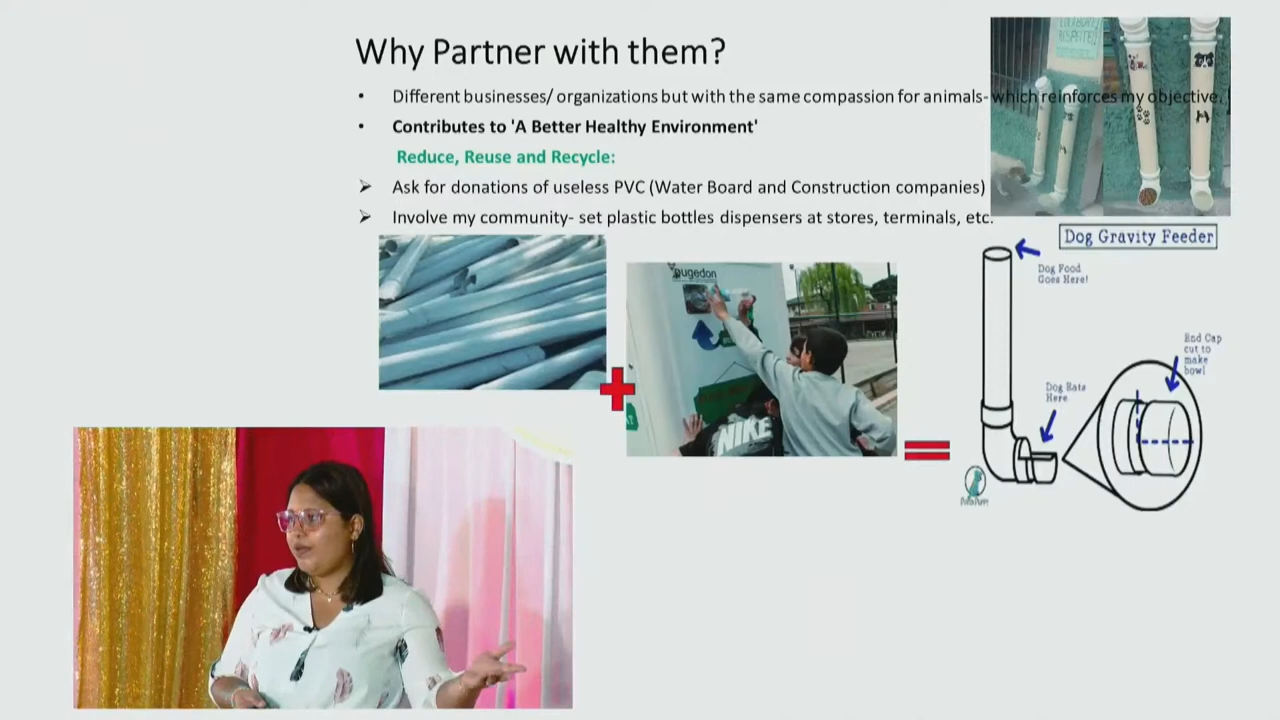 Why Partner with them?
• Different businesses/ organizations but with the same compassion for animals- which reinforces my objective.
• Contributes to 'A Better Healthy Environment'
Reduce, Reuse and Recycle:
➢ Ask for donations of useless PVC (Water Board and Construction companies)
➢ Involve my community- set plastic bottles dispensers at stores, terminals, etc.
pugedon
NIKE
Dog Gravity Feeder
Dog Food
Goes Here!
End Cap
cut to
make
bowl
Dog Eats
Here